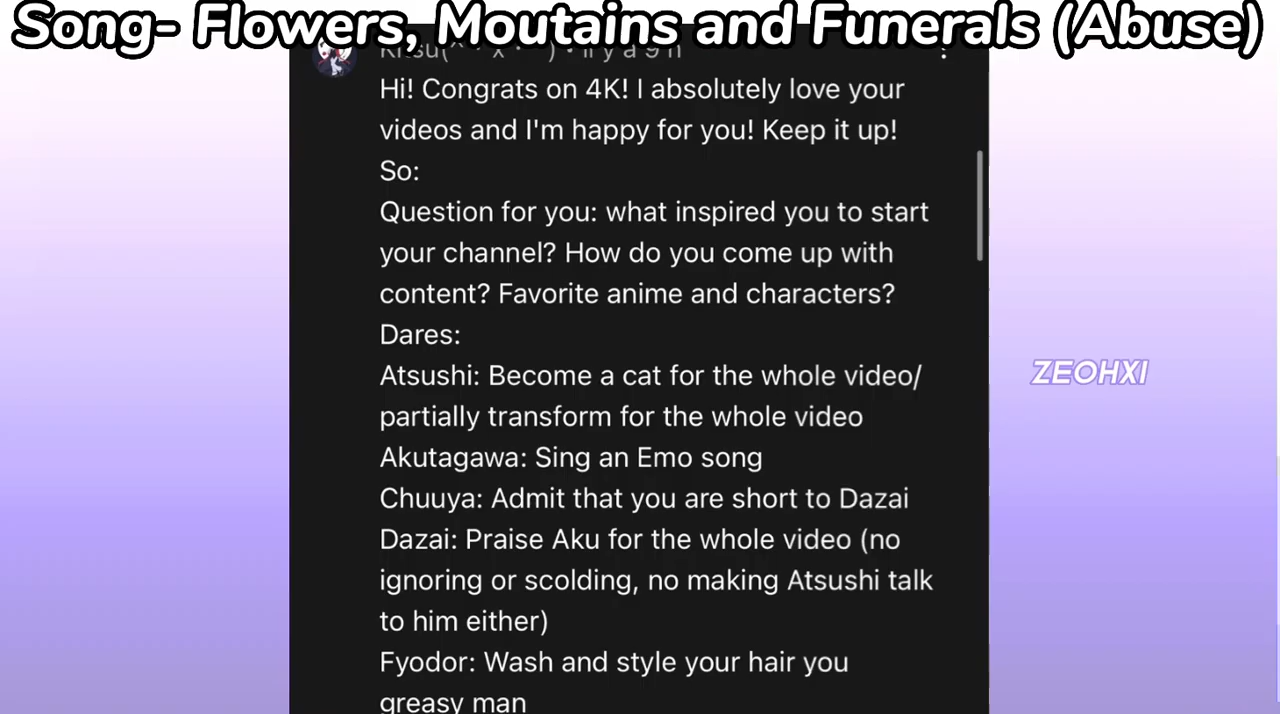 Song- Flowers, Moutains and Funerals (Abuse)
Hi! Congrats on 4K! I absolutely love your
videos and I'm happy for you! Keep it up!
So:
Question for you: what inspired you to start
your channel? How do you come up with
content? Favorite anime and characters?
Dares:
Atsushi: Become a cat for the whole video/
partially transform for the whole video
Akutagawa: Sing an Emo song
Chuuya: Admit that you are short to Dazai
Dazai: Praise Aku for the whole video (no
ignoring or scolding, no making Atsushi talk
to him either)
Fyodor: Wash and style your hair you
greasy man
ZEOHXI